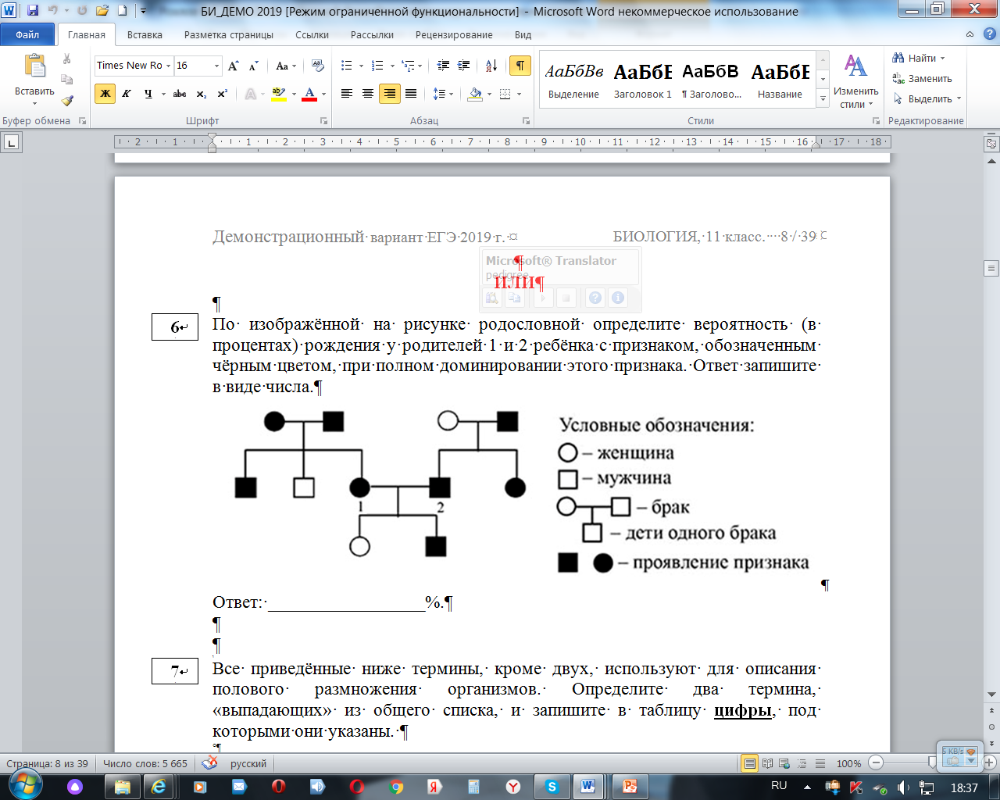 БИ_ДЕМО 2019 [Режим ограниченной функциональности] - Microsoft Word некоммерческое использование
Файл Главная Вставка Разметка страницы Ссылки Рассылки Рецензирование Вид
Вставить
Буфер обмена
Times New Ro 16
Ж К Ч abc x₂ x²
Шрифт
Абзац
АаБбВв АаБбЕ АаБбВ АаБбЕ
Выделение Заголовок 1 ¶ Заголово... Название
Стили
Изменить стили
Найти
Заменить
Выделить
Редактирование
2 1 1 2 3 4 5 6 7 8 9 10 11 12 13 14 15 16 17 18
Демонстрационный вариант ЕГЭ 2019 г. БИОЛОГИЯ, 11 класс. 8 / 39
Microsoft® Translator
pedigree
ИЛИ¶
¶
6
По изображённой на рисунке родословной определите вероятность (в
процентах) рождения у родителей 1 и 2 ребёнка с признаком, обозначенным
чёрным цветом, при полном доминировании этого признака. Ответ запишите
в виде числа.¶
1 2
Условные обозначения:
– женщина
– мужчина
– брак
– дети одного брака
– проявление признака
¶
Ответ: __________________%.¶
¶
¶
7
Все приведённые ниже термины, кроме двух, используют для описания
полового размножения организмов. Определите два термина,
«выпадающих» из общего списка, и запишите в таблицу цифры, под
которыми они указаны. ¶
Страница: 8 из 39 Число слов: 5 665 русский 100%
5 KB/s
RU 18:37